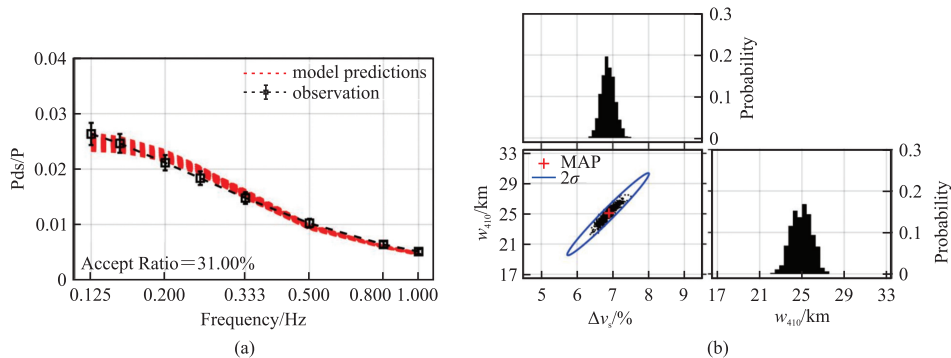 0.04
0.03
0.02
0.01
0
Pds/P
model predictions
observation
Accept Ratio＝31.00%
0.125
0.200
0.333
0.500
0.800
1.000
Frequency/Hz
(a)
0.3
0.2
0.1
0
Probability
33
29
25
21
17
w₄₁₀/km
MAP
2σ
5
6
7
8
9
Δvₛ/%
0.3
0.2
0.1
0
Probability
17
21
25
29
33
w₄₁₀/km
(b)